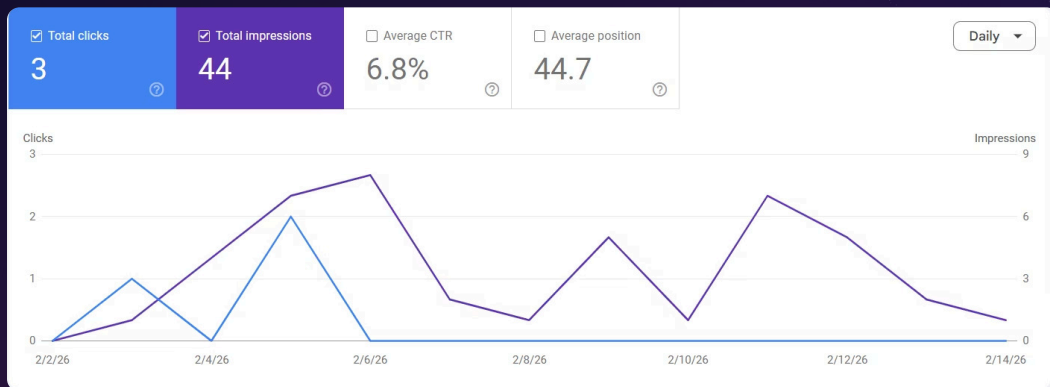 Total clicks
3
Total impressions
44
Average CTR
6.8%
Average position
44.7
Daily
Clicks
Impressions
3
9
2
6
1
3
0
0
2/2/26
2/4/26
2/6/26
2/8/26
2/10/26
2/12/26
2/14/26